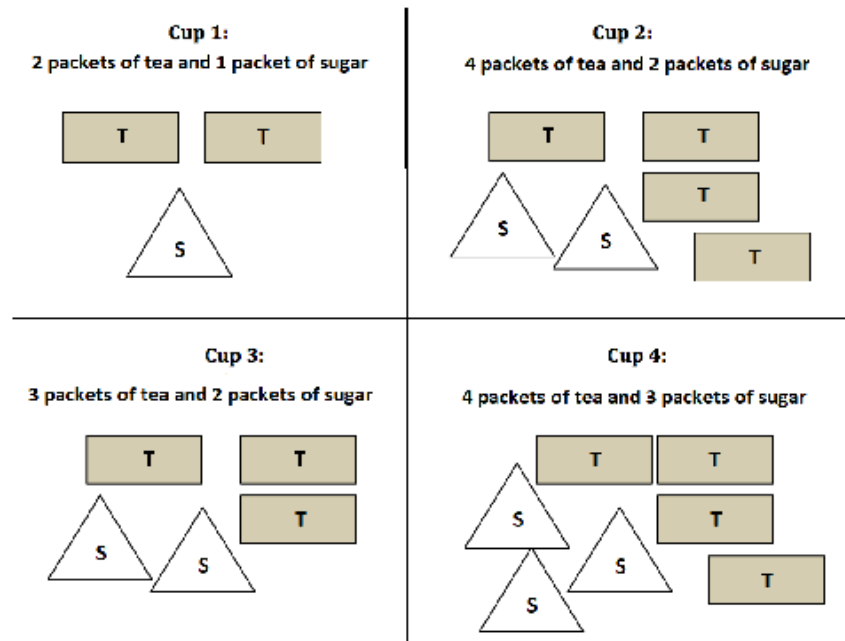 Cup 1:
2 packets of tea and 1 packet of sugar
T T
S
Cup 2:
4 packets of tea and 2 packets of sugar
T T
T
S S
T
Cup 3:
3 packets of tea and 2 packets of sugar
T T
T
S S
Cup 4:
4 packets of tea and 3 packets of sugar
T T
S T
S
T
S